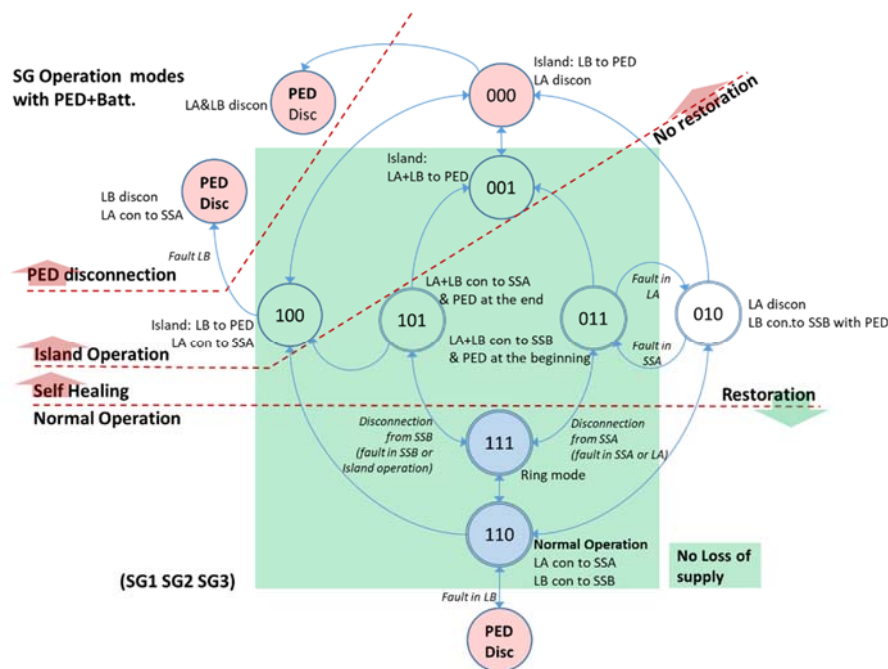 SG Operation modes
with PED+Batt.
PED
Disc
LA&LB discon
Island: LB to PED
LA discon
000
No restoration
Island:
LA+LB to PED
001
PED
Disc
LB discon
LA con to SSA
Fault LB
PED disconnection
100
Island: LB to PED
LA con to SSA
Island Operation
101
LA+LB con to SSA
& PED at the end
LA+LB con to SSB
& PED at the beginning
011
Fault in
LA
Fault in
SSA
010
LA discon
LB con.to SSB with PED
Self Healing
Normal Operation
Restoration
Disconnection
from SSB
(fault in SSB or
Island operation)
111
Ring mode
Disconnection
from SSA
(fault in SSA or LA)
110
Normal Operation
LA con to SSA
LB con to SSB
No Loss of
supply
(SG1 SG2 SG3)
Fault in LB
PED
Disc